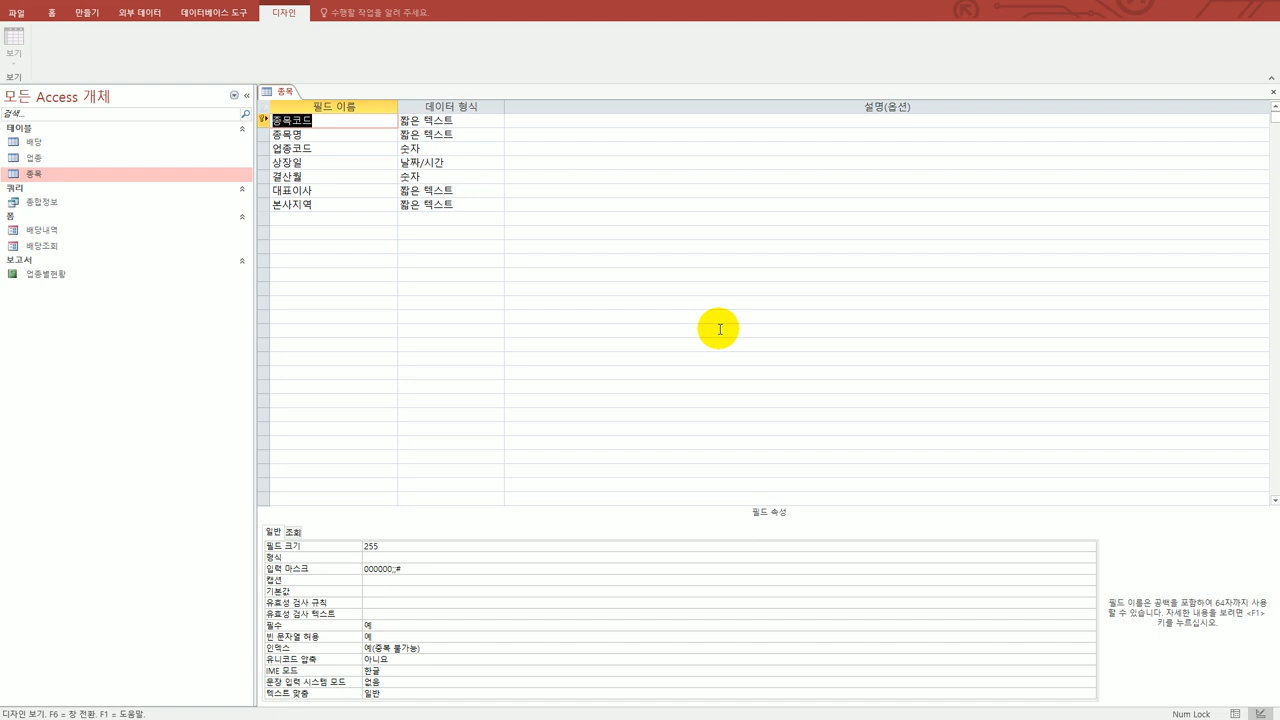 파일 홈 만들기 외부 데이터 데이터베이스 도구 디자인 수행할 작업을 알려 주세요.
보기
보기
모든 Access 개체
검색...
테이블
배당
업종
종목
쿼리
종합정보
폼
배당내역
배당조회
보고서
업종별현황
종목
필드 이름 데이터 형식 설명(옵션)
종목코드 짧은 텍스트
종목명 짧은 텍스트
업종코드 숫자
상장일 날짜/시간
결산월 숫자
대표이사 짧은 텍스트
본사지역 짧은 텍스트
필드 속성
일반 조회
필드 크기 255
형식
입력 마스크 000000;;#
캡션
기본값
유효성 검사 규칙
유효성 검사 텍스트
필수 예
빈 문자열 허용 예
인덱스 예(중복 불가능)
유니코드 압축 아니요
IME 모드 한글
문장 입력 시스템 모드 없음
텍스트 맞춤 일반
필드 이름은 공백을 포함하여 64자까지 사용
할 수 있습니다. 자세한 내용을 보려면 <F1>
키를 누르십시오.
디자인 보기. F6 = 창 전환. F1 = 도움말. Num Lock